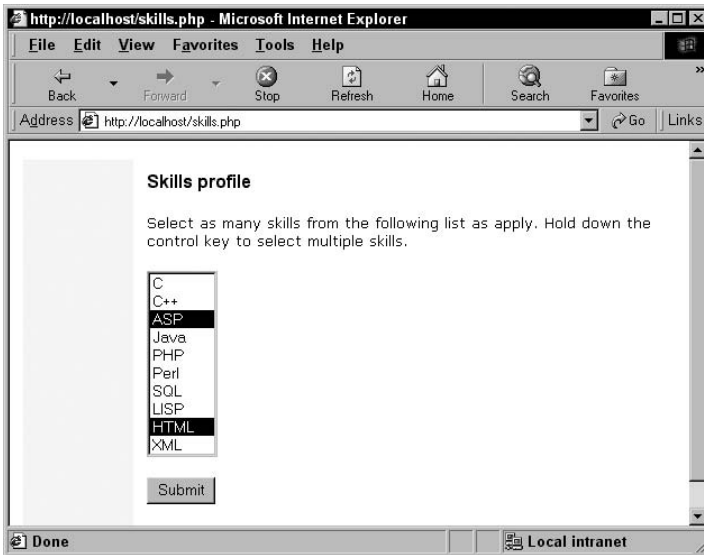 http://localhost/skills.php - Microsoft Internet Explorer
File Edit View Favorites Tools Help
Back Forward Stop Refresh Home Search Favorites »
Address http://localhost/skills.php Go Links
Skills profile
Select as many skills from the following list as apply. Hold down the
control key to select multiple skills.
C
C++
ASP
Java
PHP
Perl
SQL
LISP
HTML
XML
Submit
Done Local intranet